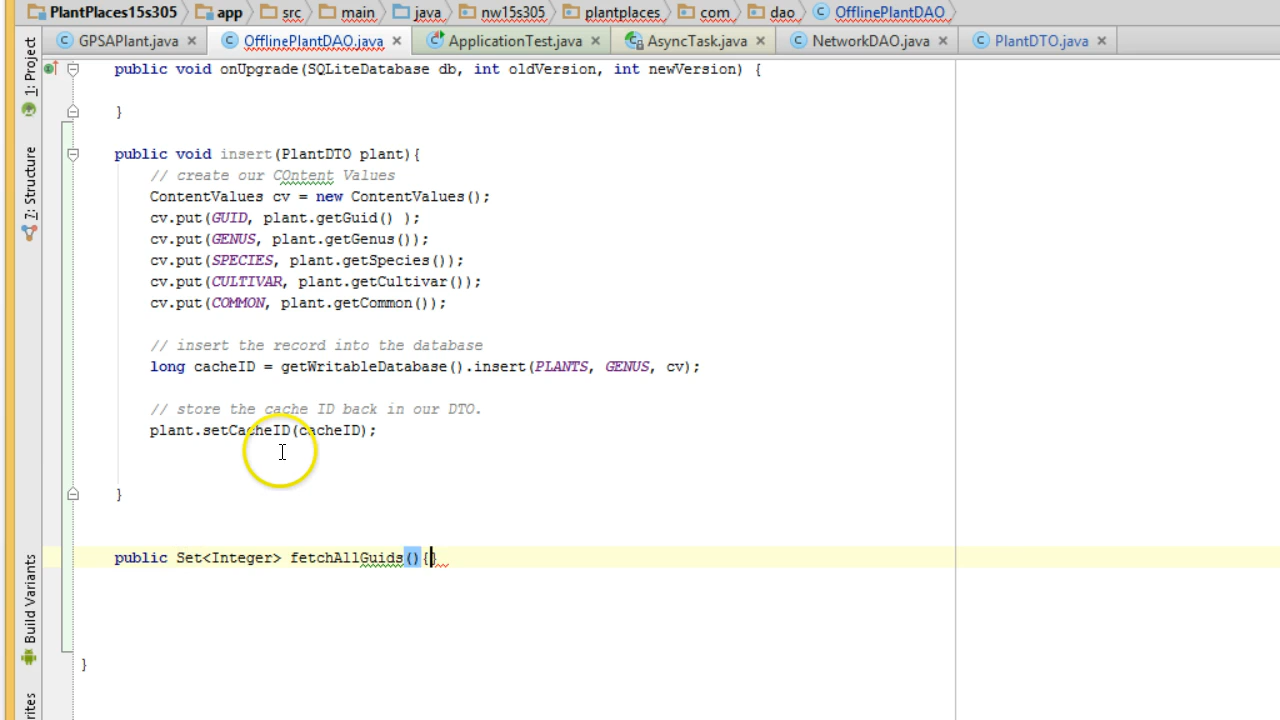 PlantPlaces15s305 app src main java nw15s305 plantplaces com dao OfflinePlantDAO
GPSAPlant.java OfflinePlantDAO.java ApplicationTest.java AsyncTask.java NetworkDAO.java PlantDTO.java
1: Project
7: Structure
Build Variants
public void onUpgrade(SQLiteDatabase db, int oldVersion, int newVersion) {
}
public void insert(PlantDTO plant){
// create our COntent Values
ContentValues cv = new ContentValues();
cv.put(GUID, plant.getGuid() );
cv.put(GENUS, plant.getGenus());
cv.put(SPECIES, plant.getSpecies());
cv.put(CULTIVAR, plant.getCultivar());
cv.put(COMMON, plant.getCommon());
// insert the record into the database
long cacheID = getWritableDatabase().insert(PLANTS, GENUS, cv);
// store the cache ID back in our DTO.
plant.setCacheID(cacheID);
}
public Set<Integer> fetchAllGuids(){}
}